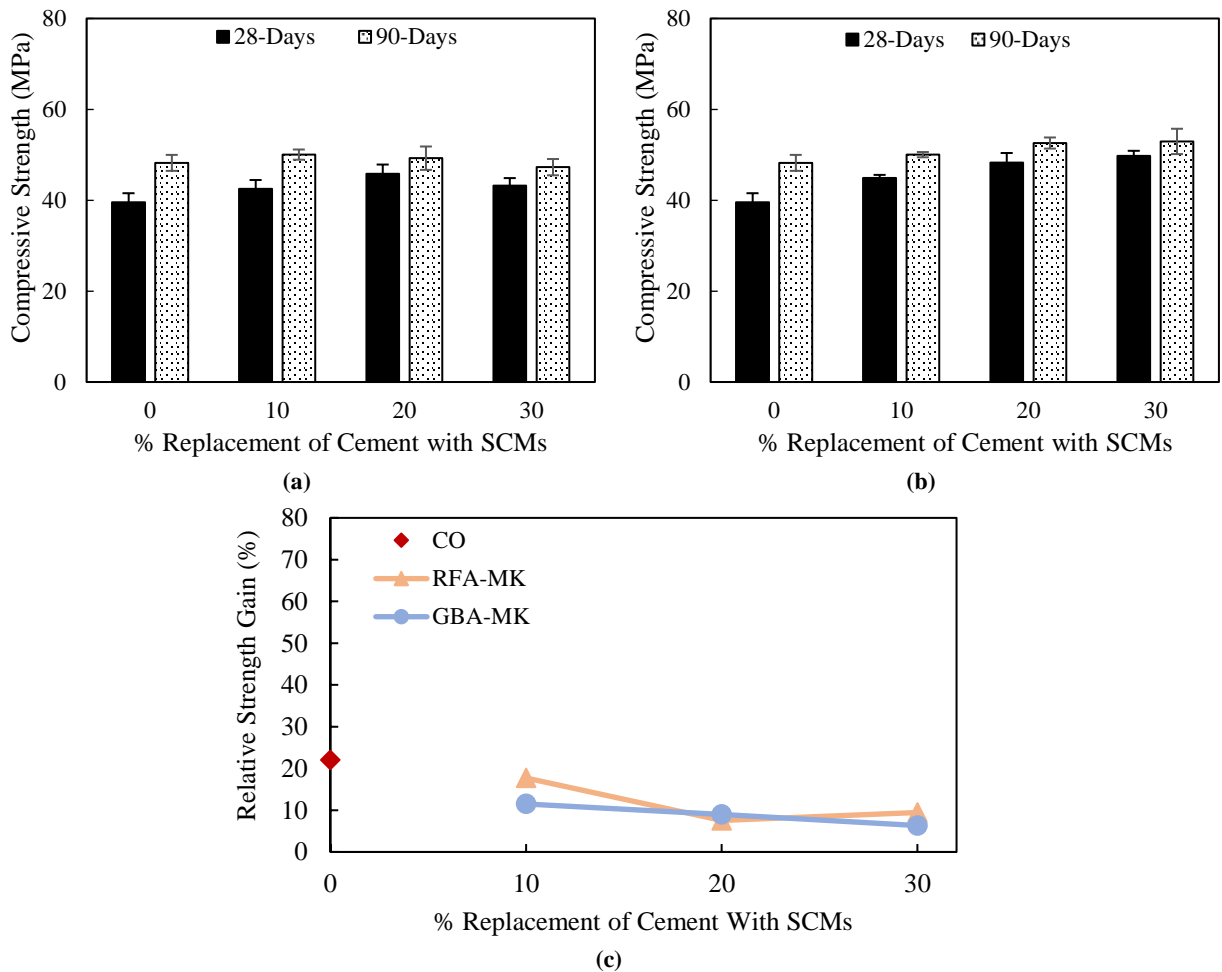 80
60
40
20
0
Compressive Strength (MPa)
28-Days 90-Days
0 10 20 30
% Replacement of Cement with SCMs
(a)
80
60
40
20
0
Compressive Strength (MPa)
28-Days 90-Days
0 10 20 30
% Replacement of Cement with SCMs
(b)
80
70
60
50
40
30
20
10
0
Relative Strength Gain (%)
CO
RFA-MK
GBA-MK
0 10 20 30
% Replacement of Cement With SCMs
(c)